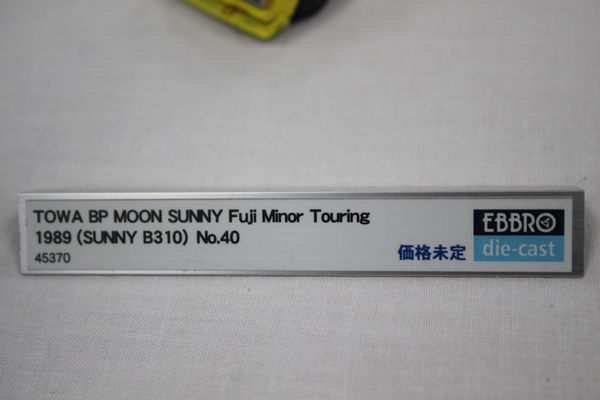 TOWA BP MOON SUNNY Fuji Minor Touring
1989 (SUNNY B310) No.40
45370
価格未定
EBBRO
die-cast